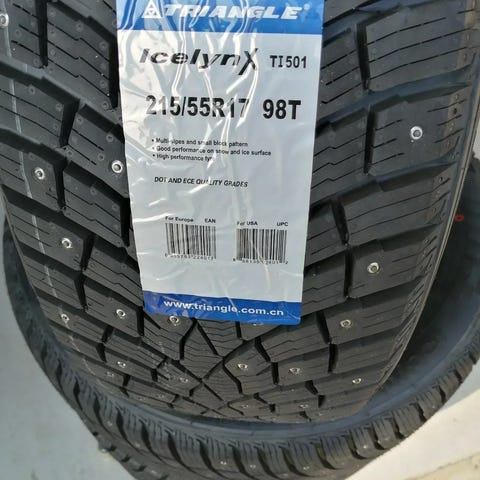 TRIANGLE
IcelynX TI501
215/55R17 98T
• Multi-sipes and small block pattern
• Good performance on snow and ice surface
• High performance tyre
DOT AND ECE QUALITY GRADES
For Europe EAN For USA UPC
www.triangle.com.cn